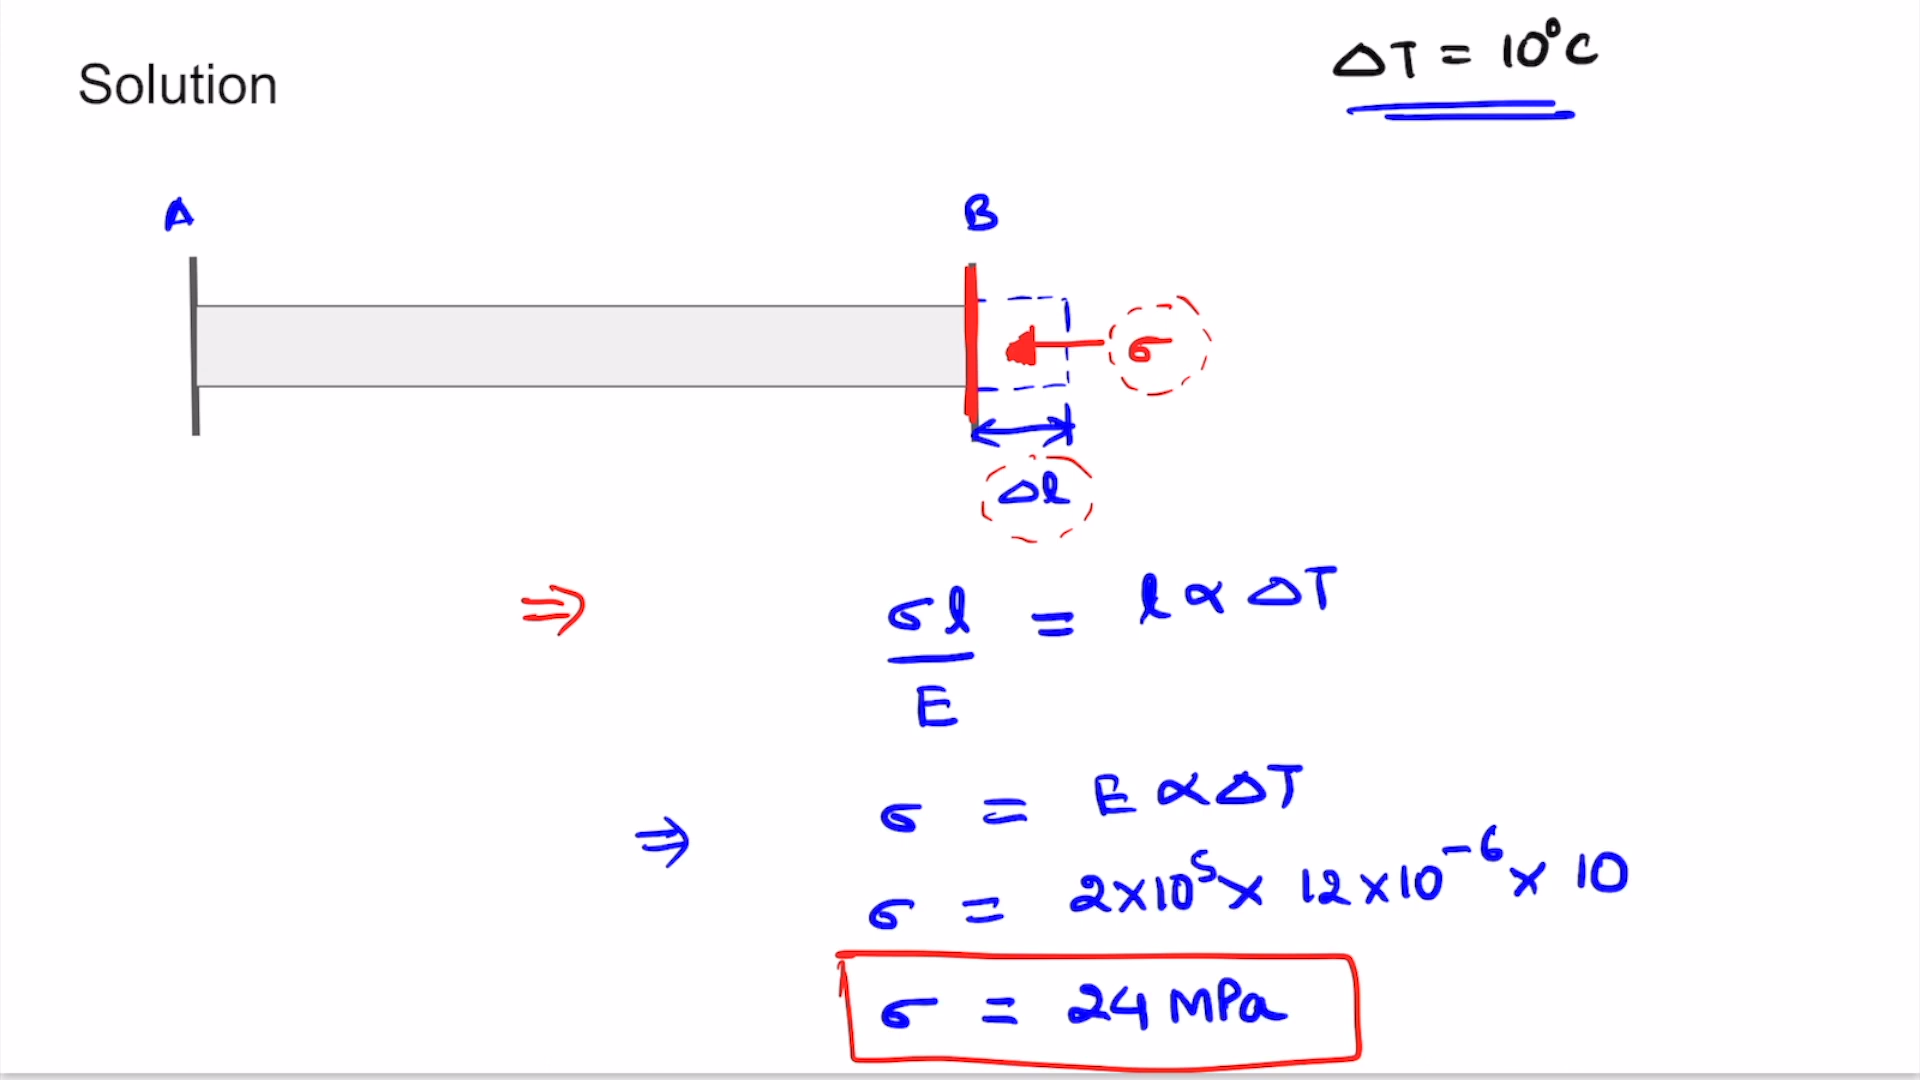 ΔT = 10°C
Solution
A
B
σ
Δl
⇒ σl/E = lαΔT
⇒ σ = EαΔT
σ = 2×10⁵× 12×10⁻⁶× 10
σ = 24 MPa